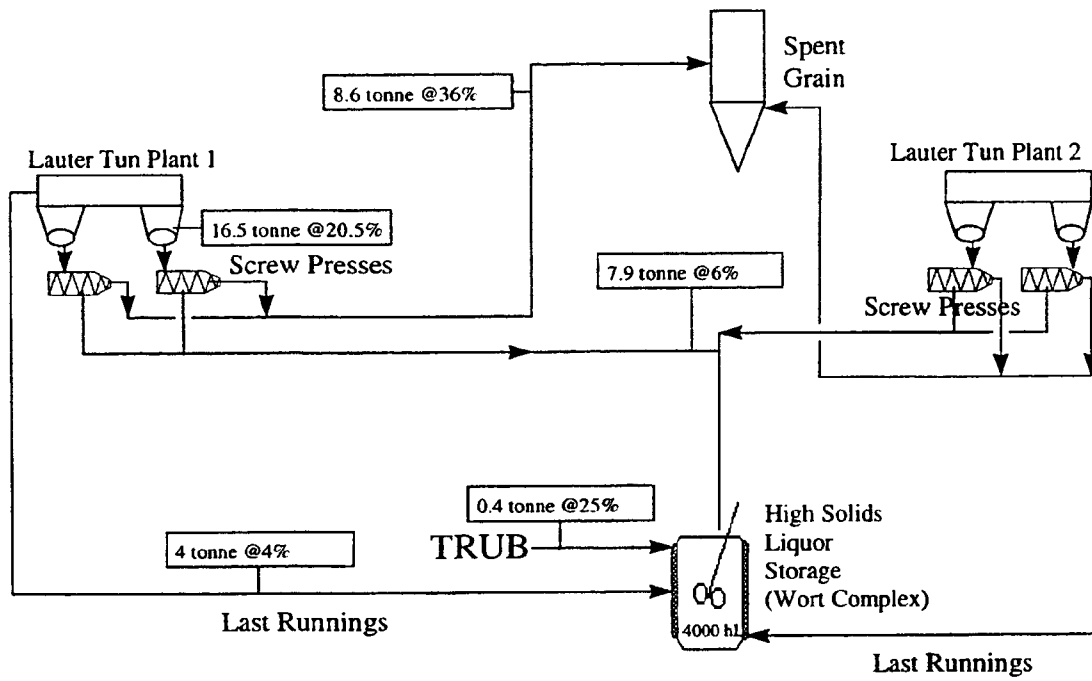 Spent
Grain
8.6 tonne @36%
Lauter Tun Plant 1
Lauter Tun Plant 2
16.5 tonne @20.5%
Screw Presses
7.9 tonne @6%
Screw Presses
0.4 tonne @25%
TRUB
High Solids
Liquor
Storage
(Wort Complex)
4 tonne @4%
4000 hl
Last Runnings
Last Runnings